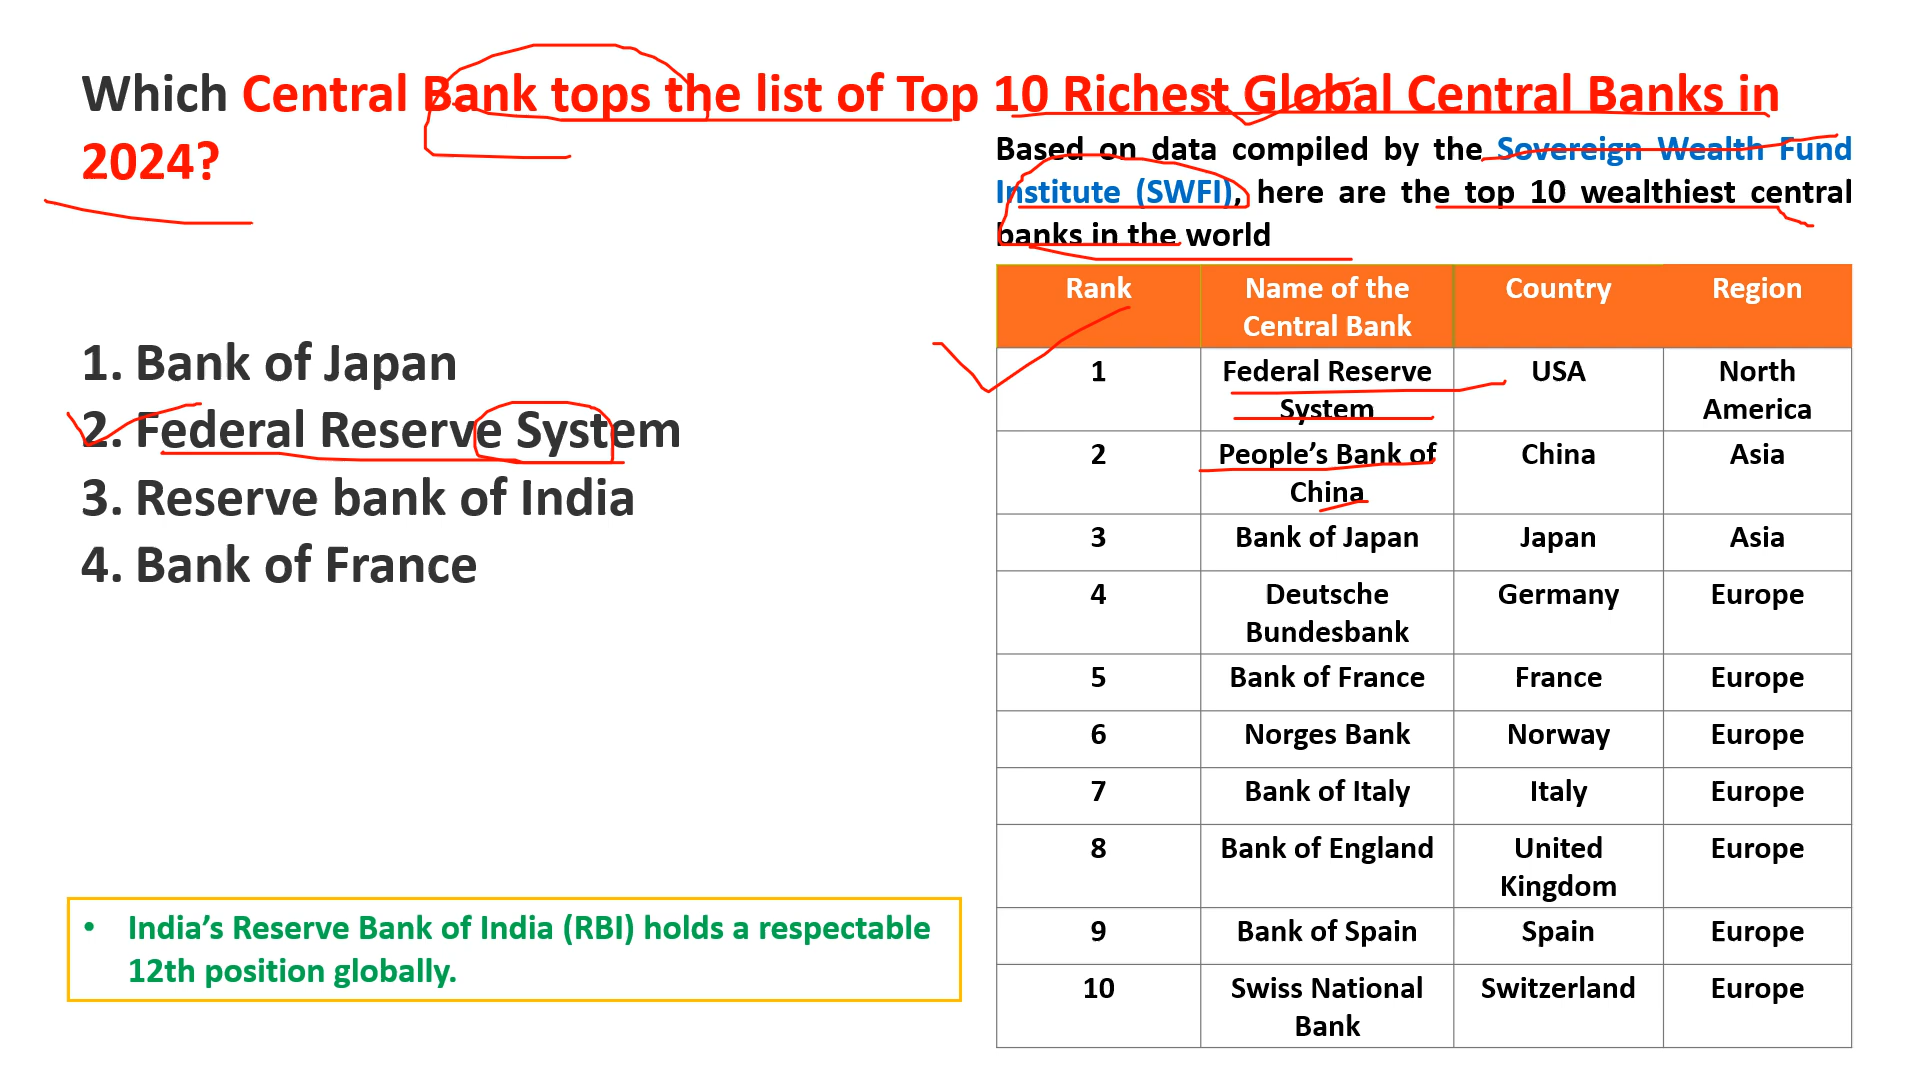 Which Central Bank tops the list of Top 10 Richest Global Central Banks in
2024?
1. Bank of Japan
2. Federal Reserve System
3. Reserve bank of India
4. Bank of France
• India’s Reserve Bank of India (RBI) holds a respectable
12th position globally.
Based on data compiled by the Sovereign Wealth Fund
Institute (SWFI), here are the top 10 wealthiest central
banks in the world
Rank Name of the Central Bank Country Region
1 Federal Reserve System USA North America
2 People’s Bank of China China Asia
3 Bank of Japan Japan Asia
4 Deutsche Bundesbank Germany Europe
5 Bank of France France Europe
6 Norges Bank Norway Europe
7 Bank of Italy Italy Europe
8 Bank of England United Kingdom Europe
9 Bank of Spain Spain Europe
10 Swiss National Bank Switzerland Europe